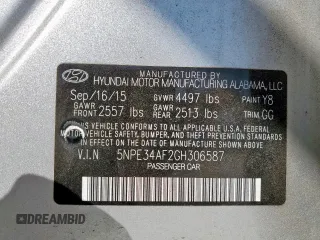 MANUFACTURED BY
HYUNDAI MOTOR MANUFACTURING ALABAMA, LLC
Sep/16/15 GVWR 4497 lbs PAINT Y8
GAWR FRONT 2557 lbs GAWR REAR 2513 lbs TRIM GG
THIS VEHICLE CONFORMS TO ALL APPLICABLE
FEDERAL MOTOR VEHICLE SAFETY, BUMPER, AND
THEFT PREVENTION STANDARDS IN EFFECT ON THE
DATE OF MANUFACTURE SHOWN ABOVE.
V.I.N 5NPE34AF2GH306587
PASSENGER CAR
© DREAMBID